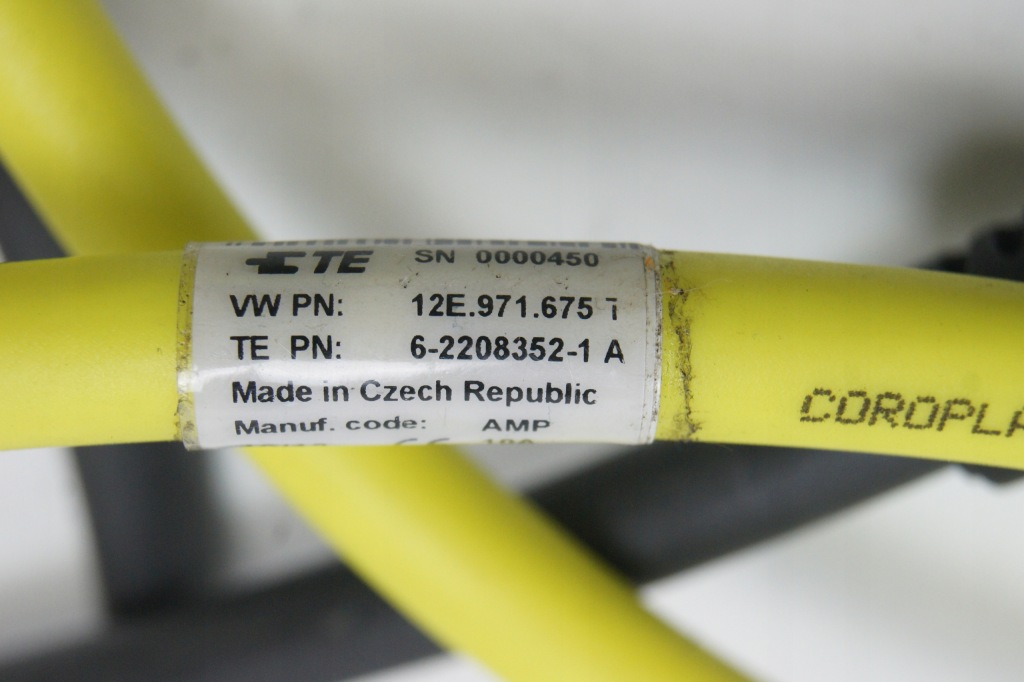 TE SN 0000450
VW PN: 12E.971.675 T
TE PN: 6-2208352-1 A
Made in Czech Republic
Manuf. code: AMP
COROPLA